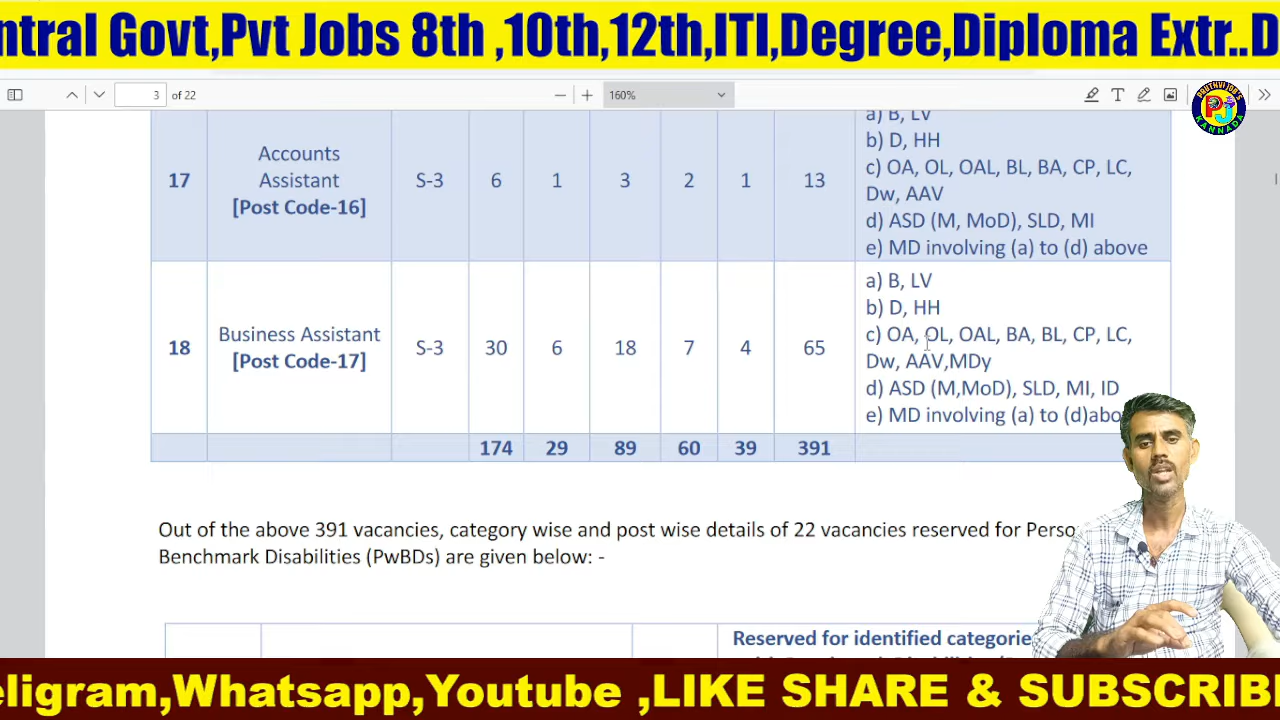 ntral Govt,Pvt Jobs 8th ,10th,12th,ITI,Degree,Diploma Extr..D
3 of 22
160%
PRUTHVI JOB'S
PJ
KANNADA
a) B, LV
b) D, HH
17 Accounts Assistant [Post Code-16] S-3 6 1 3 2 1 13
c) OA, OL, OAL, BL, BA, CP, LC,
Dw, AAV
d) ASD (M, MoD), SLD, MI
e) MD involving (a) to (d) above
18 Business Assistant [Post Code-17] S-3 30 6 18 7 4 65
a) B, LV
b) D, HH
c) OA, OL, OAL, BA, BL, CP, LC,
Dw, AAV,MDy
d) ASD (M,MoD), SLD, MI, ID
e) MD involving (a) to (d)abo
174 29 89 60 39 391
Out of the above 391 vacancies, category wise and post wise details of 22 vacancies reserved for Perso
Benchmark Disabilities (PwBDs) are given below: -
Reserved for identified categorie
eligram,Whatsapp,Youtube ,LIKE SHARE & SUBSCRIB